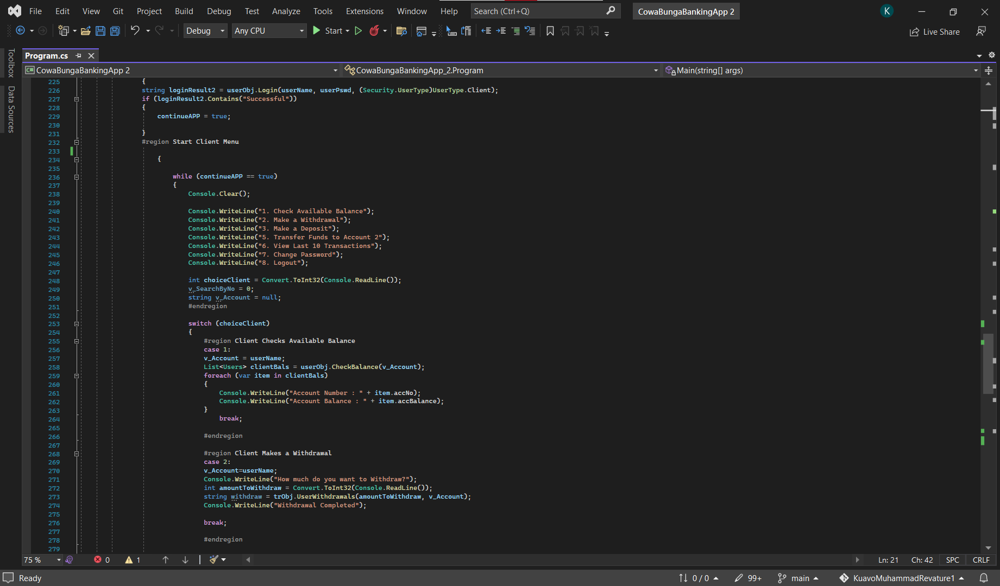 File Edit View Git Project Build Debug Test Analyze Tools Extensions Window Help Search (Ctrl+Q) CowaBungaBankingApp 2 K
Debug Any CPU Start Live Share
Toolbox
Data Sources
Program.cs
C# CowaBungaBankingApp 2 CowaBungaBankingApp_2.Program Main(string[] args)
225 {
226 string loginResult2 = userObj.Login(userName, userPswd, (Security.UserType)UserType.Client);
227 if (loginResult2.Contains("Successful"))
228 {
229 continueAPP = true;
230
231 }
232 #region Start Client Menu
233
234 {
235
236 while (continueAPP == true)
237 {
238 Console.Clear();
239
240 Console.WriteLine("1. Check Available Balance");
241 Console.WriteLine("2. Make a Withdrawal");
242 Console.WriteLine("3. Make a Deposit");
243 Console.WriteLine("5. Transfer Funds to Account 2");
244 Console.WriteLine("6. View Last 10 Transactions");
245 Console.WriteLine("7. Change Password");
246 Console.WriteLine("8. Logout");
247
248 int choiceClient = Convert.ToInt32(Console.ReadLine());
249 v_SearchByNo = 0;
250 string v_Account = null;
251 #endregion
252
253 switch (choiceClient)
254 {
255 #region Client Checks Available Balance
256 case 1:
257 v_Account = userName;
258 List<Users> clientBals = userObj.CheckBalance(v_Account);
259 foreach (var item in clientBals)
260 {
261 Console.WriteLine("Account Number : " + item.accNo);
262 Console.WriteLine("Account Balance : " + item.accBalance);
263 }
264 break;
265
266 #endregion
267
268 #region Client Makes a Withdrawal
269 case 2:
270 v_Account=userName;
271 Console.WriteLine("How much do you want to Withdraw?");
272 int amountToWithdraw = Convert.ToInt32(Console.ReadLine());
273 string withdraw = trObj.UserWithdrawals(amountToWithdraw, v_Account);
274 Console.WriteLine("Withdrawal Completed");
275
276 break;
277
278 #endregion
279
75 % 0 1 Ln: 21 Ch: 42 SPC CRLF
Ready 0 / 0 99+ main KuavoMuhammadRevature1